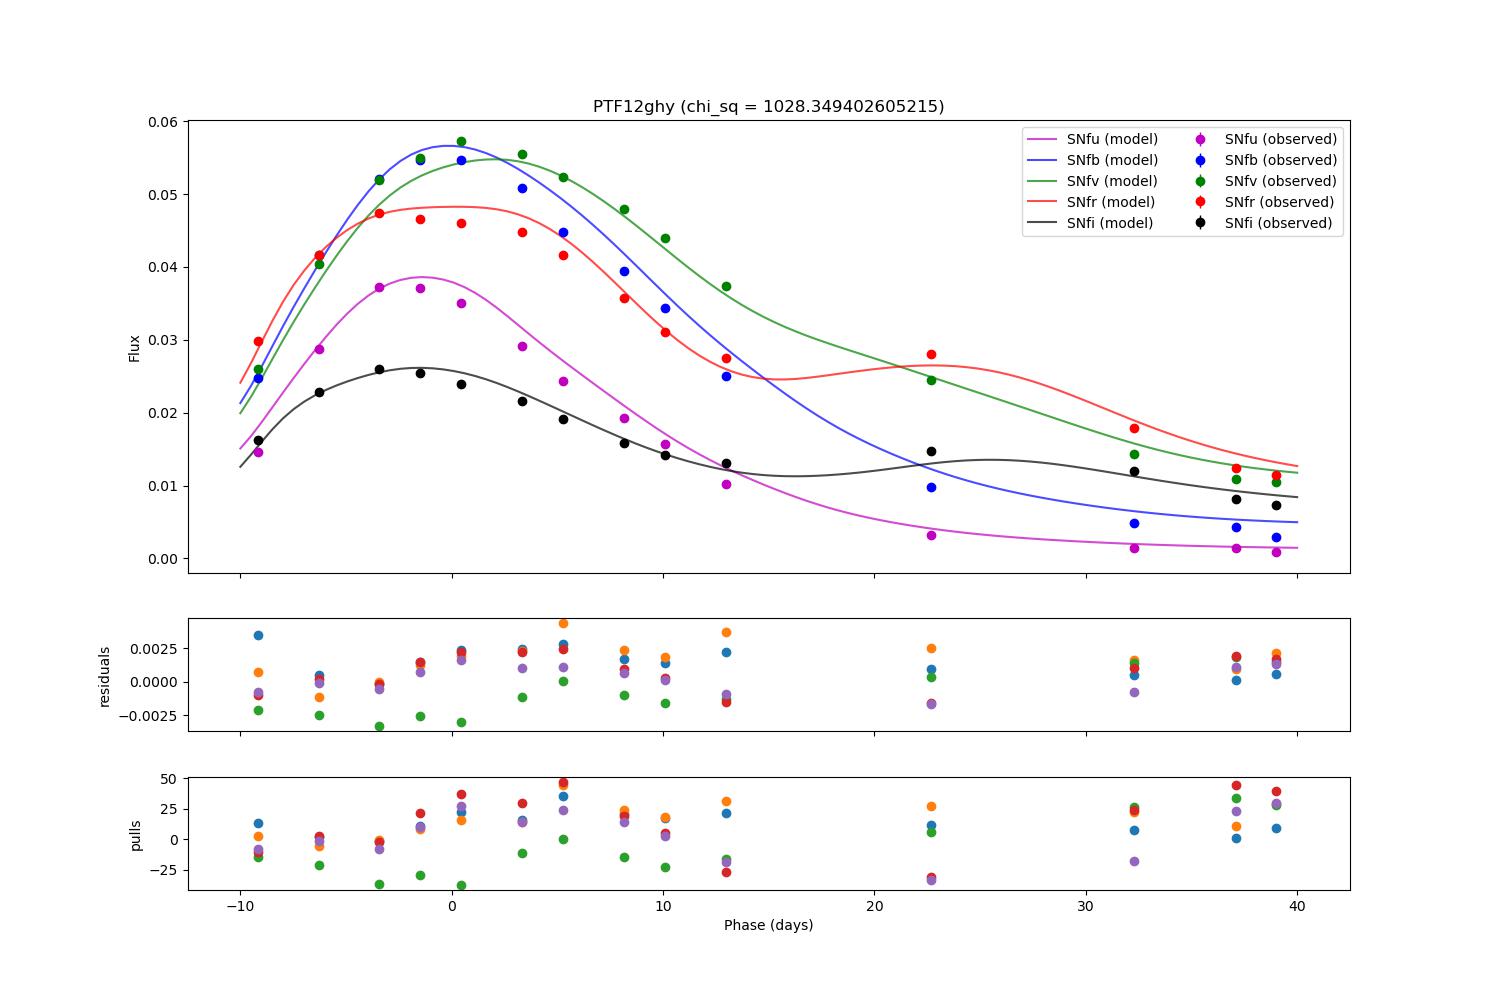 PTF12ghy (chi_sq = 1028.349402605215)
0.06
0.05
0.04
0.03
0.02
0.01
0.00
Flux
SNfu (model)
SNfb (model)
SNfv (model)
SNfr (model)
SNfi (model)
SNfu (observed)
SNfb (observed)
SNfv (observed)
SNfr (observed)
SNfi (observed)
0.0025
0.0000
−0.0025
residuals
50
25
0
−25
pulls
−10 0 10 20 30 40
Phase (days)